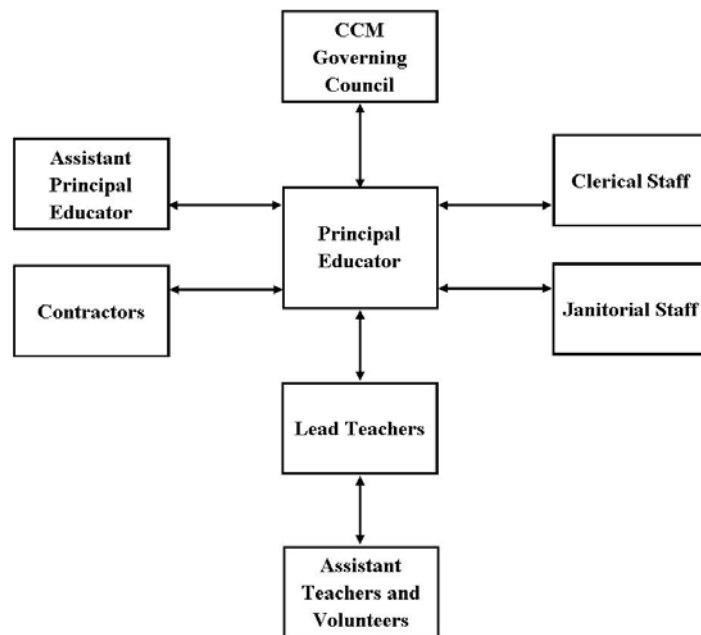 CCM
Governing
Council
Assistant
Principal
Educator
Clerical Staff
Principal
Educator
Contractors
Janitorial Staff
Lead Teachers
Assistant
Teachers and
Volunteers